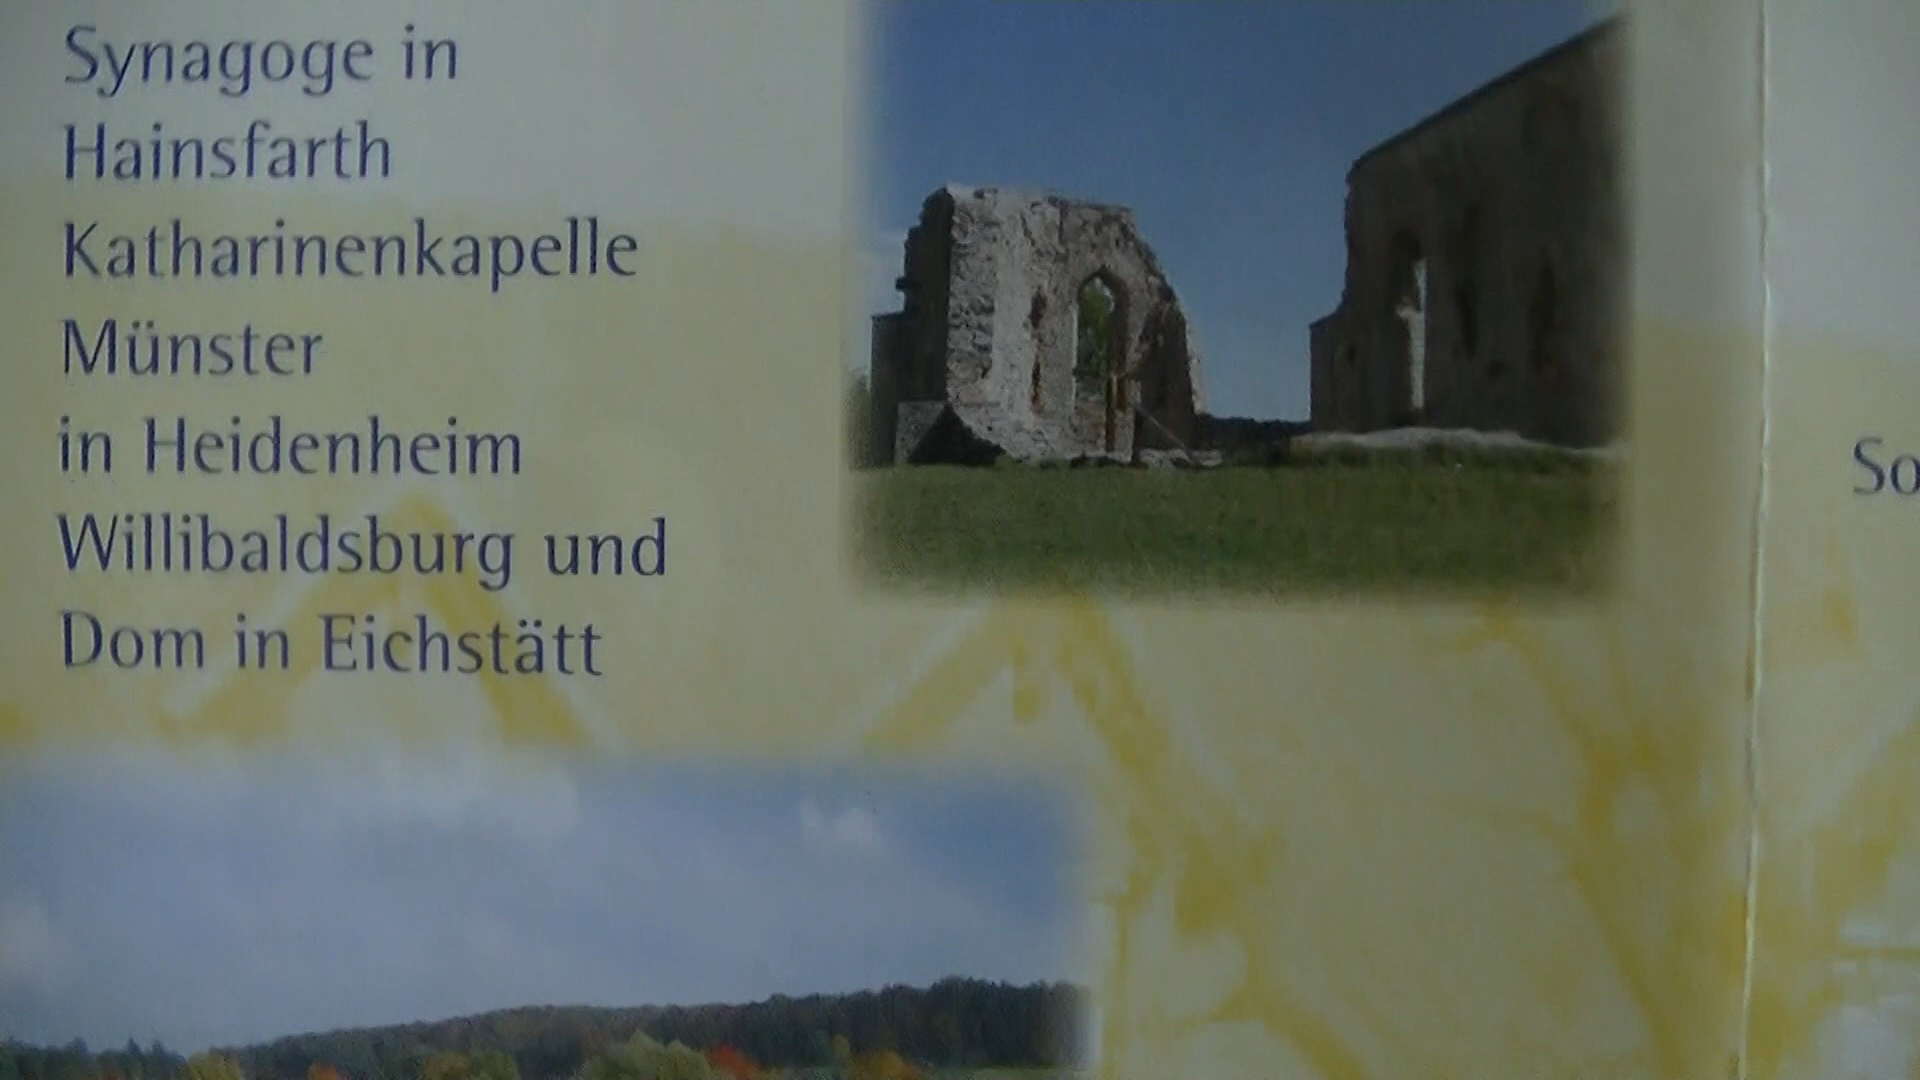 Synagoge in
Hainsfarth
Katharinenkapelle
Münster
in Heidenheim
Willibaldsburg und
Dom in Eichstätt